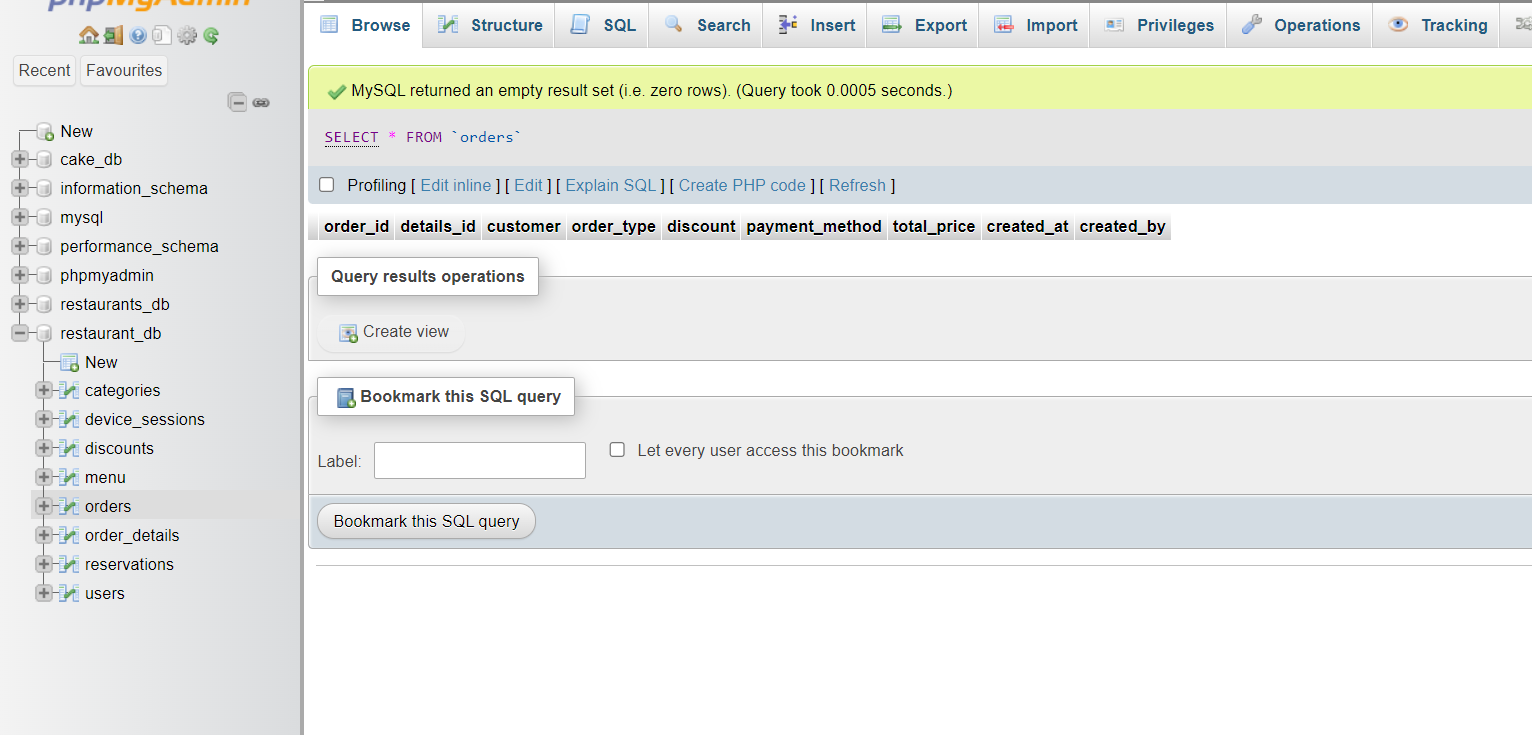 phpMyAdmin
Recent Favourites
New
cake_db
information_schema
mysql
performance_schema
phpmyadmin
restaurants_db
restaurant_db
New
categories
device_sessions
discounts
menu
orders
order_details
reservations
users
Browse Structure SQL Search Insert Export Import Privileges Operations Tracking
MySQL returned an empty result set (i.e. zero rows). (Query took 0.0005 seconds.)
SELECT * FROM `orders`
Profiling [ Edit inline ] [ Edit ] [ Explain SQL ] [ Create PHP code ] [ Refresh ]
order_id details_id customer order_type discount payment_method total_price created_at created_by
Query results operations
Create view
Bookmark this SQL query
Label: Let every user access this bookmark
Bookmark this SQL query